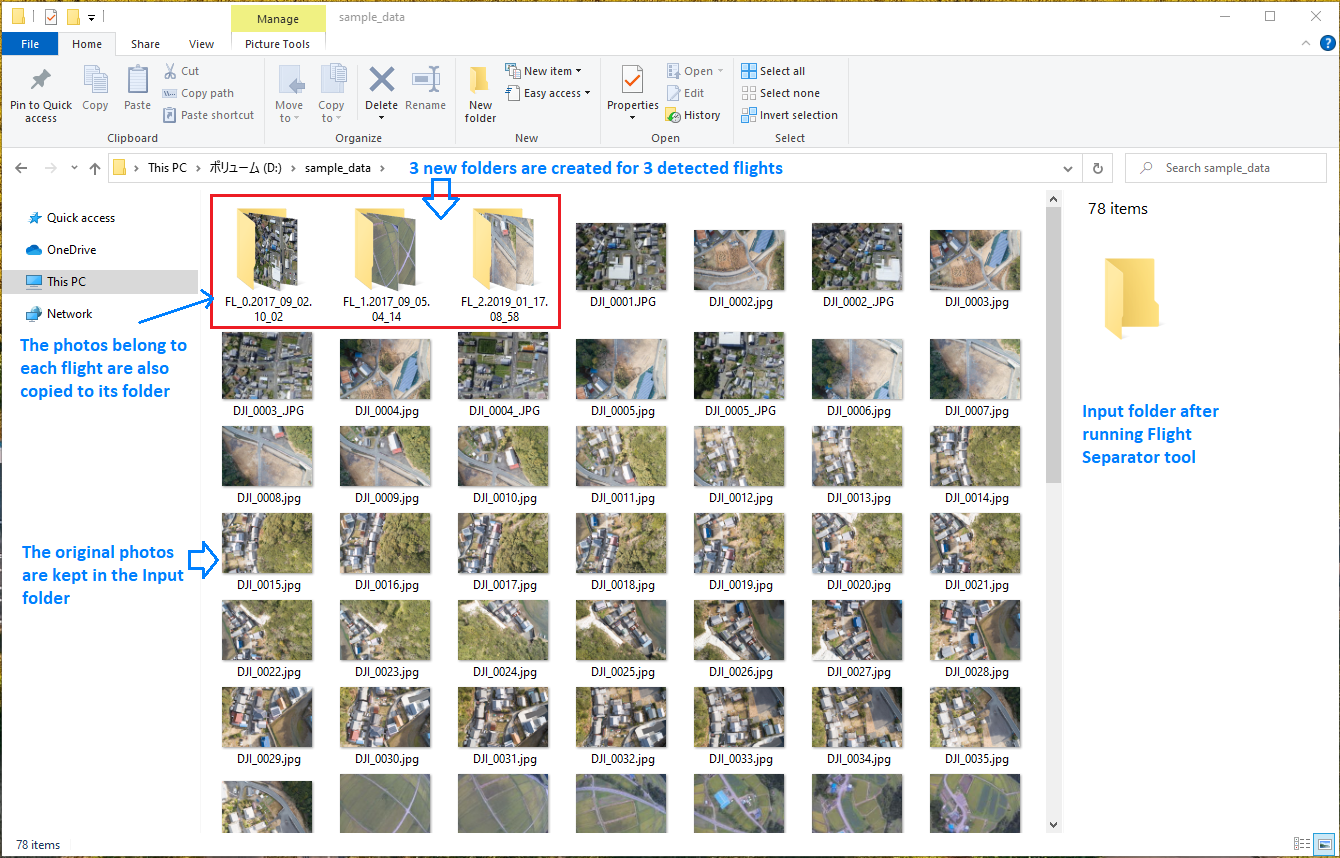 Manage
sample_data
File
Home
Share
View
Picture Tools
Pin to Quick
access
Copy
Paste
Cut
Copy path
Paste shortcut
Clipboard
Move
to
Copy
to
Delete
Rename
Organize
New
folder
New item
Easy access
New
Properties
Open
Edit
History
Open
Select all
Select none
Invert selection
Select
This PC
ボリューム (D:)
sample_data
3 new folders are created for 3 detected flights
Search sample_data
Quick access
OneDrive
This PC
Network
The photos belong to
each flight are also
copied to its folder
The original photos
are kept in the Input
folder
FL_0.2017_09_02.
10_02
FL_1.2017_09_05.
04_14
FL_2.2019_01_17.
08_58
DJI_0001.JPG
DJI_0002.jpg
DJI_0002_.JPG
DJI_0003.jpg
DJI_0003_.JPG
DJI_0004.jpg
DJI_0004_.JPG
DJI_0005.jpg
DJI_0005_.JPG
DJI_0006.jpg
DJI_0007.jpg
DJI_0008.jpg
DJI_0009.jpg
DJI_0010.jpg
DJI_0011.jpg
DJI_0012.jpg
DJI_0013.jpg
DJI_0014.jpg
DJI_0015.jpg
DJI_0016.jpg
DJI_0017.jpg
DJI_0018.jpg
DJI_0019.jpg
DJI_0020.jpg
DJI_0021.jpg
DJI_0022.jpg
DJI_0023.jpg
DJI_0024.jpg
DJI_0025.jpg
DJI_0026.jpg
DJI_0027.jpg
DJI_0028.jpg
DJI_0029.jpg
DJI_0030.jpg
DJI_0031.jpg
DJI_0032.jpg
DJI_0033.jpg
DJI_0034.jpg
DJI_0035.jpg
78 items
Input folder after
running Flight
Separator tool
78 items